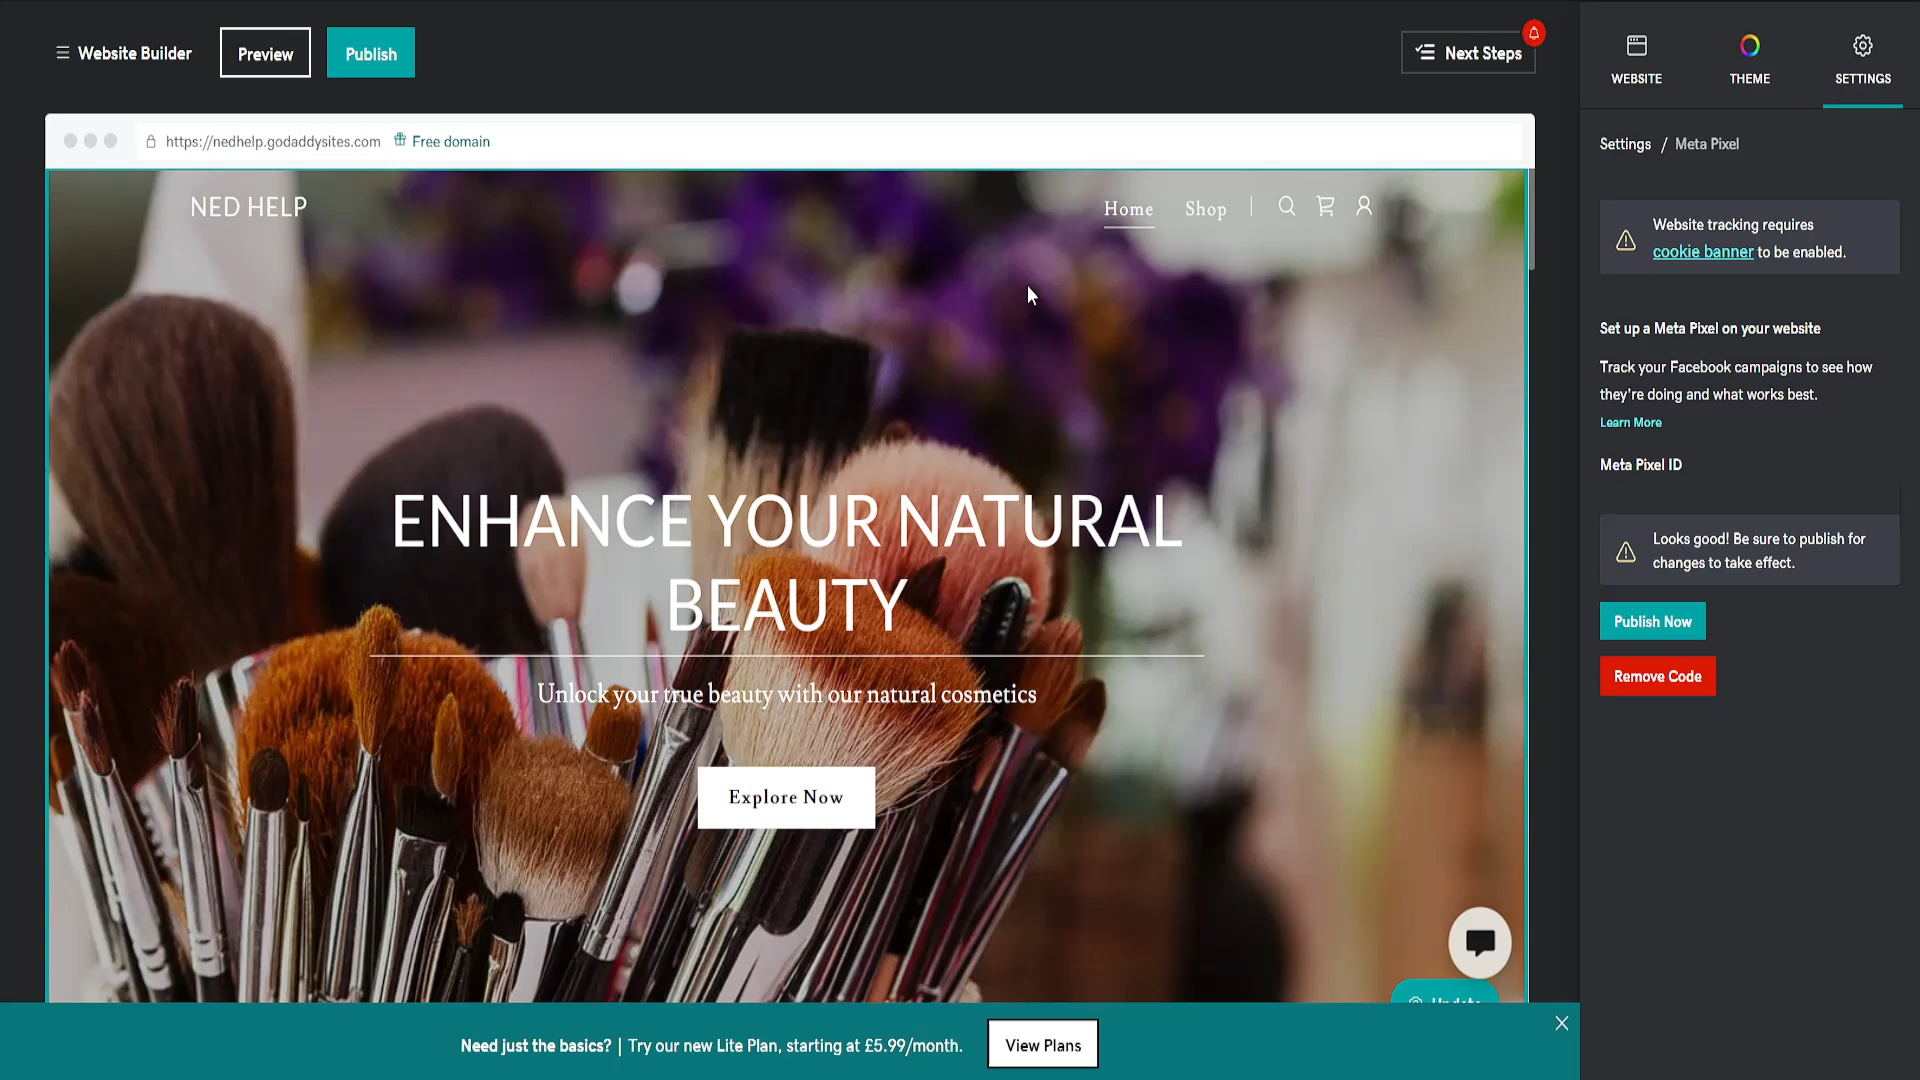 Website Builder
Preview
Publish
Next Steps
WEBSITE
THEME
SETTINGS
https://nedhelp.godaddysites.com
Free domain
Settings / Meta Pixel
NED HELP
Home
Shop
Website tracking requires
cookie banner to be enabled.
Set up a Meta Pixel on your website
Track your Facebook campaigns to see how
they're doing and what works best.
Learn More
Meta Pixel ID
Looks good! Be sure to publish for
changes to take effect.
Publish Now
Remove Code
ENHANCE YOUR NATURAL
BEAUTY
Unlock your true beauty with our natural cosmetics
Explore Now
Update
Need just the basics? | Try our new Lite Plan, starting at £5.99/month.
View Plans